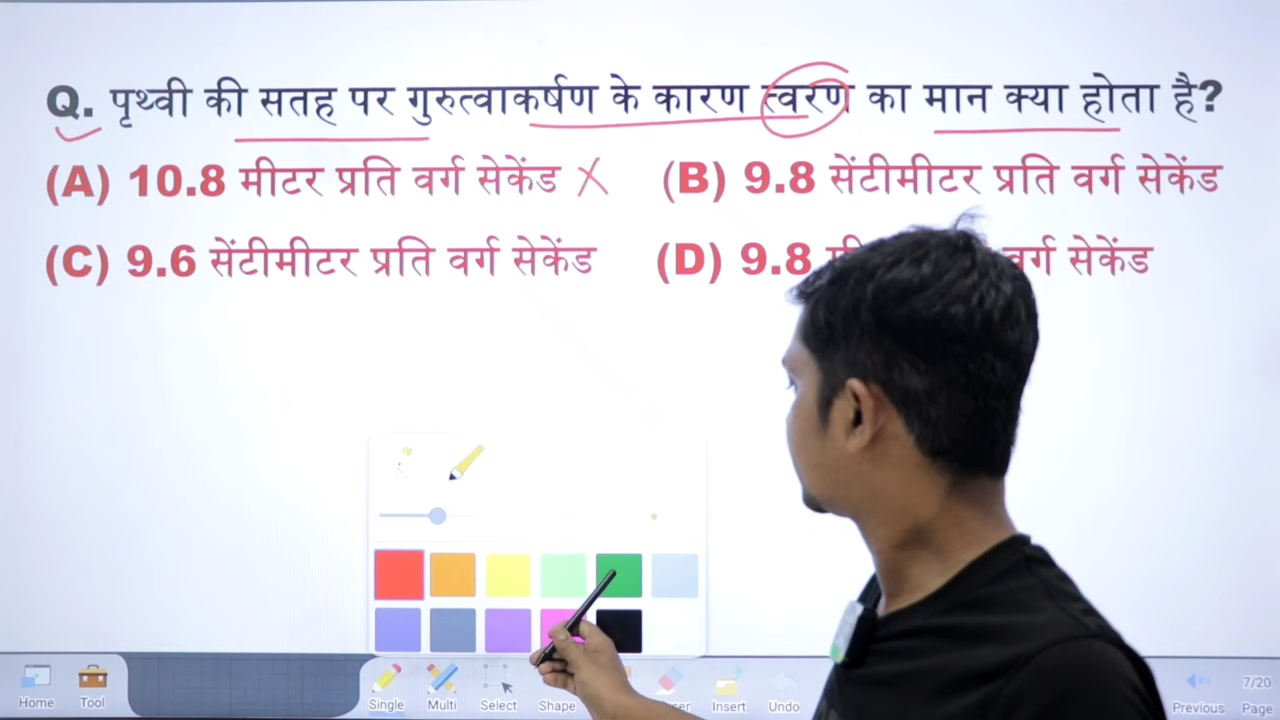 Q. पृथ्वी की सतह पर गुरुत्वाकर्षण के कारण त्वरण का मान क्या होता है?
(A) 10.8 मीटर प्रति वर्ग सेकेंड X (B) 9.8 सेंटीमीटर प्रति वर्ग सेकेंड
(C) 9.6 सेंटीमीटर प्रति वर्ग सेकेंड (D) 9.8 वर्ग सेकेंड
Home Tool Single Multi Select Shape Insert Undo Previous 7/20 Page